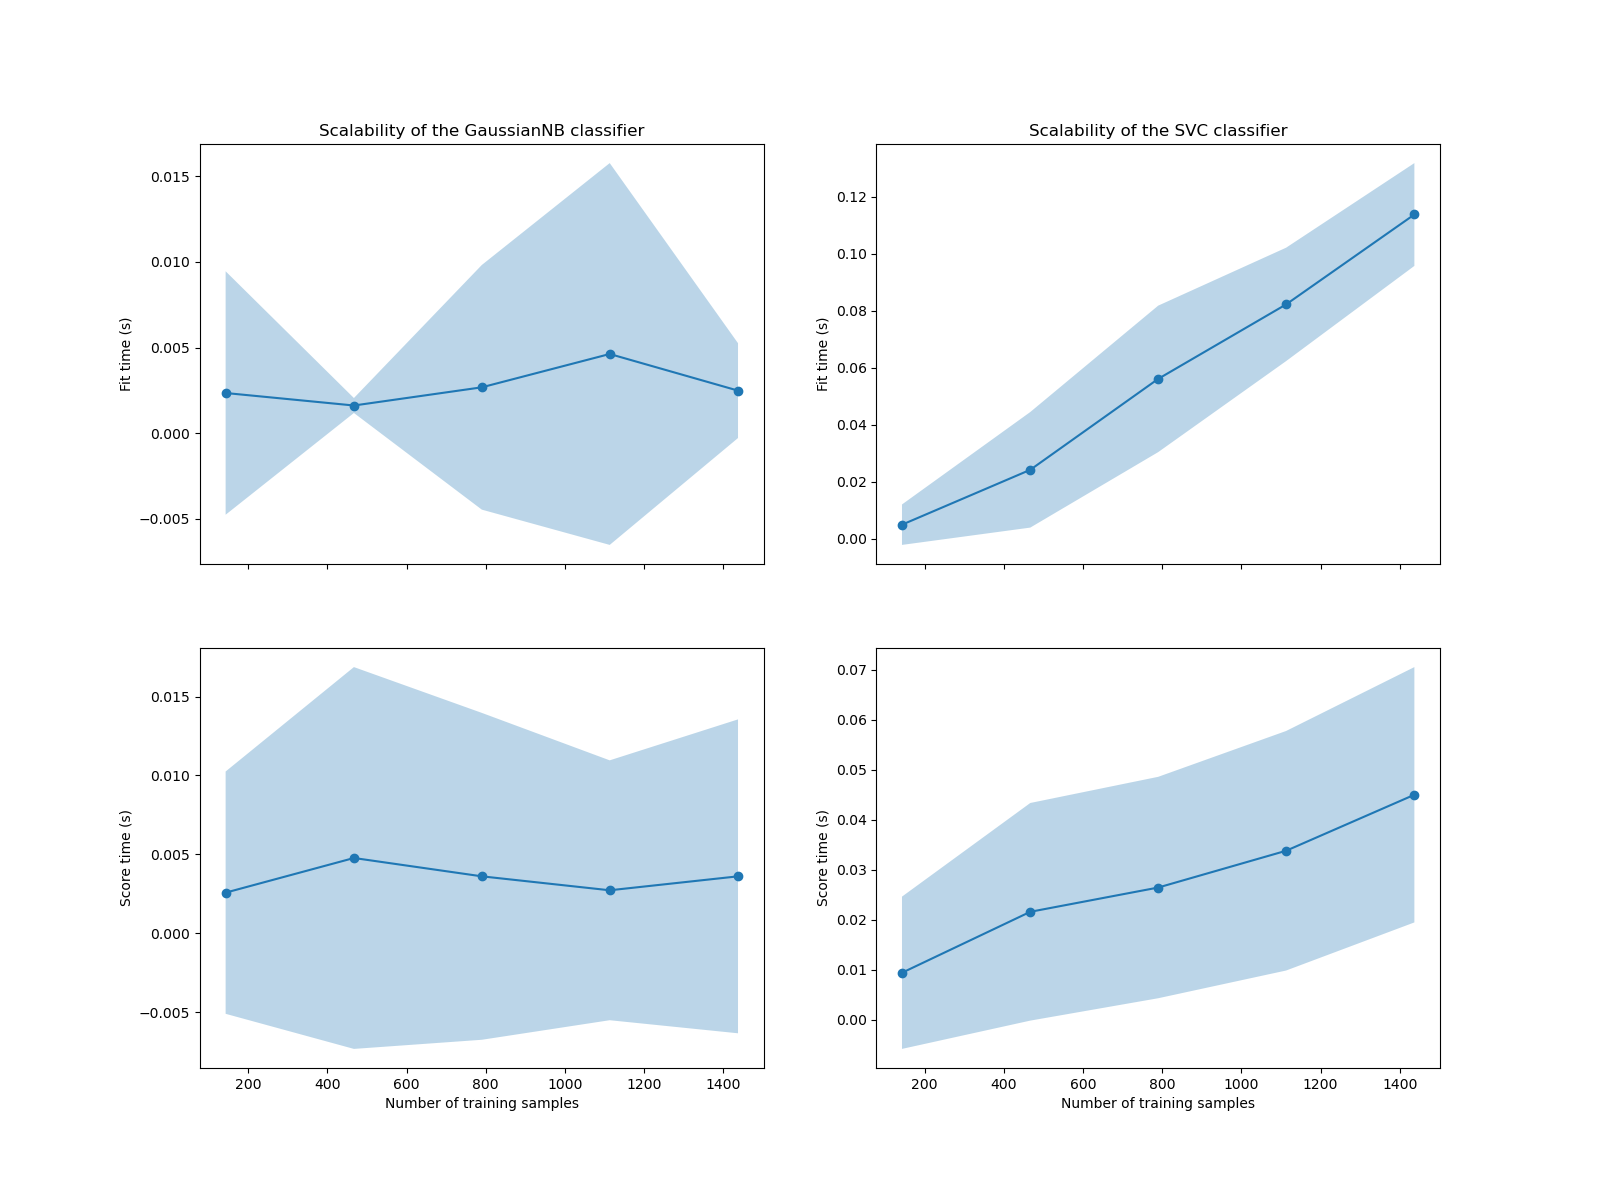 Scalability of the GaussianNB classifier
0.015
0.010
0.005
0.000
−0.005
Fit time (s)
Scalability of the SVC classifier
0.12
0.10
0.08
0.06
0.04
0.02
0.00
Fit time (s)
0.015
0.010
0.005
0.000
−0.005
Score time (s)
200 400 600 800 1000 1200 1400
Number of training samples
0.07
0.06
0.05
0.04
0.03
0.02
0.01
0.00
Score time (s)
200 400 600 800 1000 1200 1400
Number of training samples